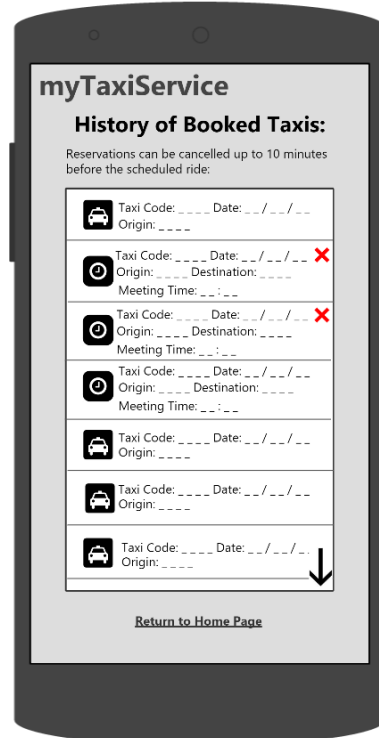 myTaxiService
History of Booked Taxis:
Reservations can be cancelled up to 10 minutes
before the scheduled ride:
Taxi Code: _ _ _ _ Date: _ _ / _ _ / _ _
Origin: _ _ _ _
Taxi Code: _ _ _ _ Date: _ _ / _ _ / _ _
Origin: _ _ _ _ Destination: _ _ _ _
Meeting Time: _ _ : _ _
Taxi Code: _ _ _ _ Date: _ _ / _ _ / _ _
Origin: _ _ _ _ Destination: _ _ _ _
Meeting Time: _ _ : _ _
Taxi Code: _ _ _ _ Date: _ _ / _ _ / _ _
Origin: _ _ _ _ Destination: _ _ _ _
Meeting Time: _ _ : _ _
Taxi Code: _ _ _ _ Date: _ _ / _ _ / _ _
Origin: _ _ _ _
Taxi Code: _ _ _ _ Date: _ _ / _ _ / _ _
Origin: _ _ _ _
Taxi Code: _ _ _ _ Date: _ _ / _ _ / _
Origin: _ _ _ _
Return to Home Page